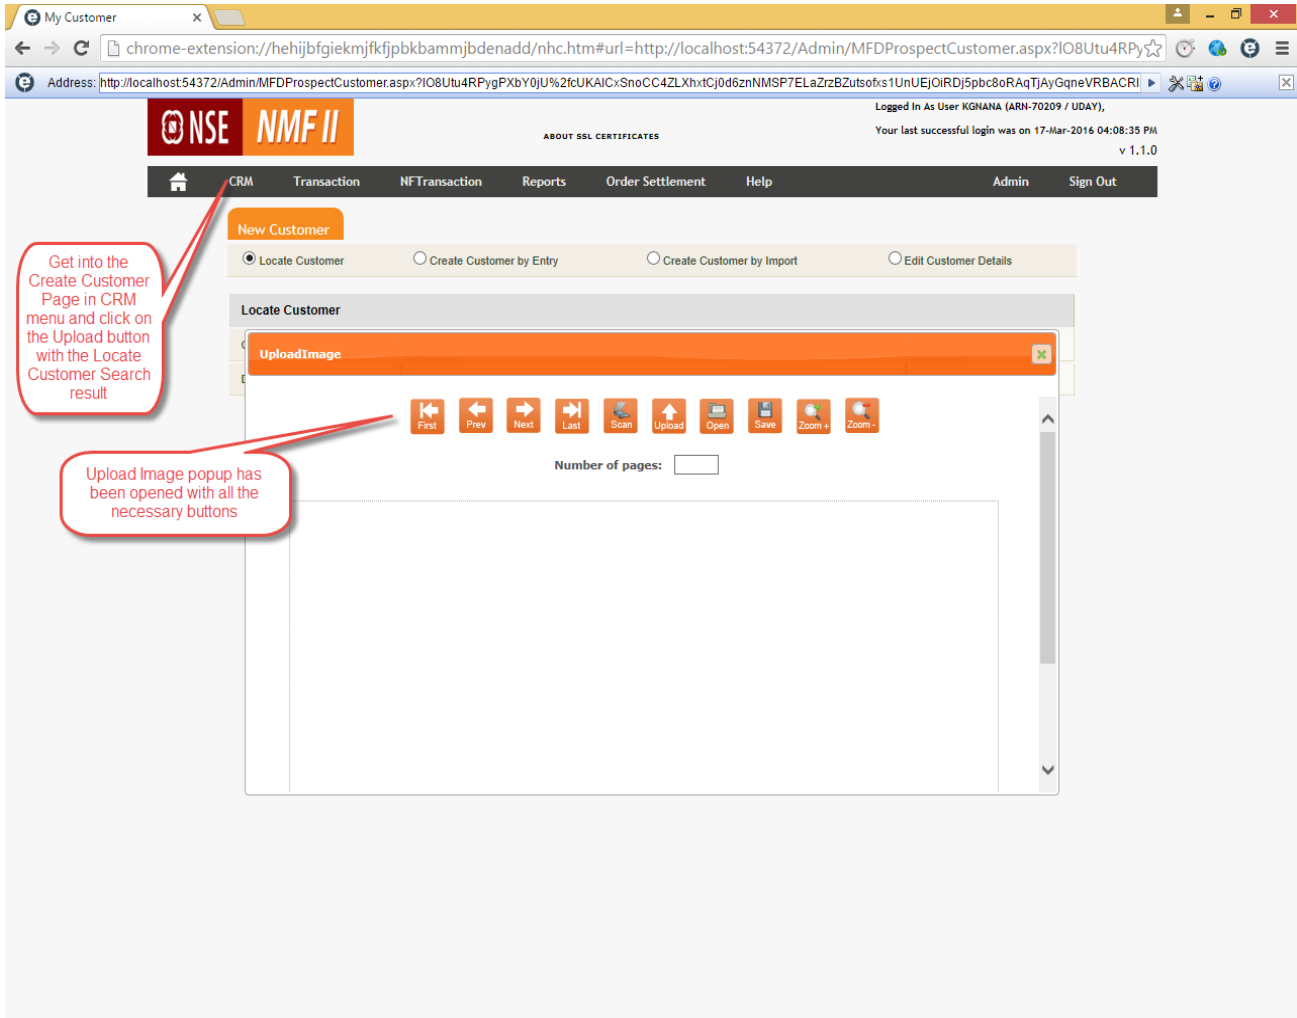 My Customer
chrome-extension://hehijbfgiekmjfkfjpbkbammjbdenadd/nhc.htm#url=http://localhost:54372/Admin/MFDProspectCustomer.aspx?lO8Utu4RPy
Address: http://localhost:54372/Admin/MFDProspectCustomer.aspx?lO8Utu4RPygPXbY0jU%2fcUKAlCxSnoCC4ZLXhxtCj0d6znNMSP7ELaZrzBZutsofxs1UnUEjOiRDj5pbc8oRAqTjAyGqneVRBACRI
NSE NMF II
ABOUT SSL CERTIFICATES
Logged In As User KGNANA (ARN-70209 / UDAY),
Your last successful login was on 17-Mar-2016 04:08:35 PM
v 1.1.0
CRM Transaction NFTransaction Reports Order Settlement Help Admin Sign Out
New Customer
Locate Customer Create Customer by Entry Create Customer by Import Edit Customer Details
Locate Customer
Get into the
Create Customer
Page in CRM
menu and click on
the Upload button
with the Locate
Customer Search
result
UploadImage
First Prev Next Last Scan Upload Open Save Zoom + Zoom -
Number of pages:
Upload Image popup has
been opened with all the
necessary buttons